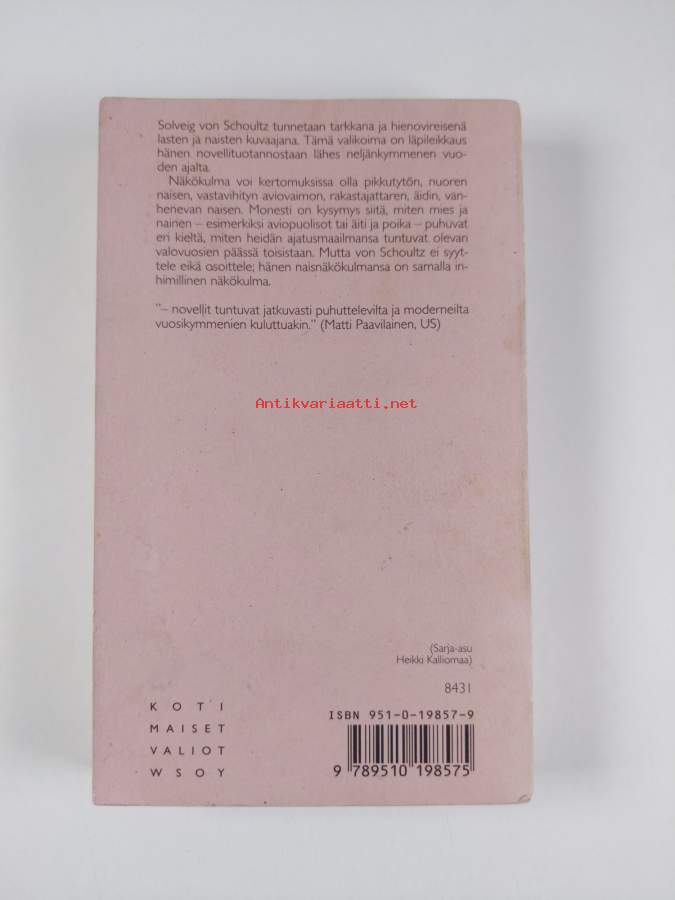 Solveig von Schoultz tunnetaan tarkkana ja hienovireisenä
lasten ja naisten kuvaajana. Tämä valikoima on läpileikkaus
hänen novellituotannostaan lähes neljänkymmenen vuo-
den ajalta.
Näkökulma voi kertomuksissa olla pikkutytön, nuoren
naisen, vastavihityn aviovaimon, rakastajattaren, äidin, van-
henevan naisen. Monesti on kysymys siitä, miten mies ja
nainen – esimerkiksi aviopuolisot tai äiti ja poika – puhuvat
eri kieltä, miten heidän ajatusmaailmansa tuntuvat olevan
valovuosien päässä toisistaan. Mutta von Schoultz ei syyt-
tele eikä osoittele; hänen naisnäkökulmansa on samalla in-
himillinen näkökulma.
"– novellit tuntuvat jatkuvasti puhuttelevilta ja moderneilta
vuosikymmenien kuluttuakin." (Matti Paavilainen, US)
Antikvariaatti.net
(Sarja-asu
Heikki Kalliomaa)
8431
KOTI
MAISET
VALIOT
WSOY
ISBN 951-0-19857-9
9 789510 198575